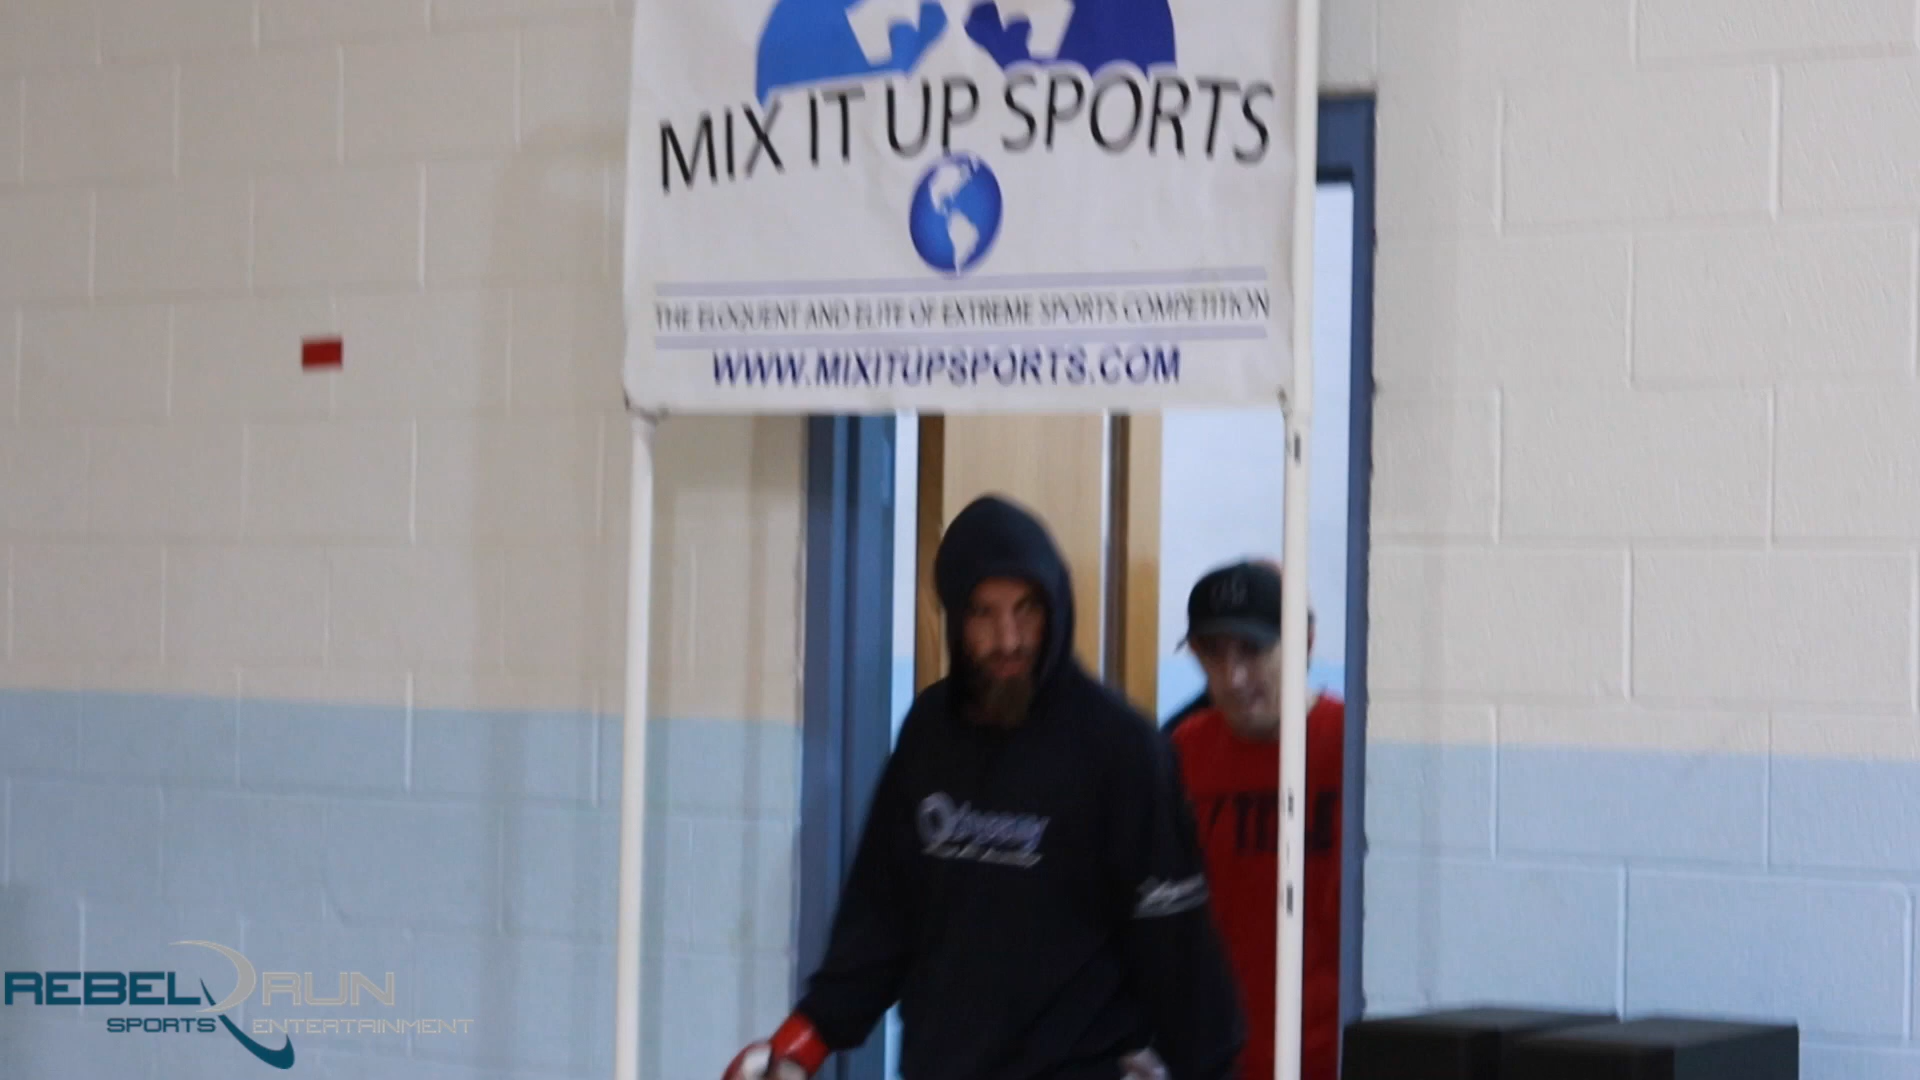 MIX IT UP SPORTS
THE ELOQUENT AND ELITE OF EXTREME SPORTS COMPETITION
WWW.MIXITUPSPORTS.COM
REBEL RUN
SPORTS ENTERTAINMENT